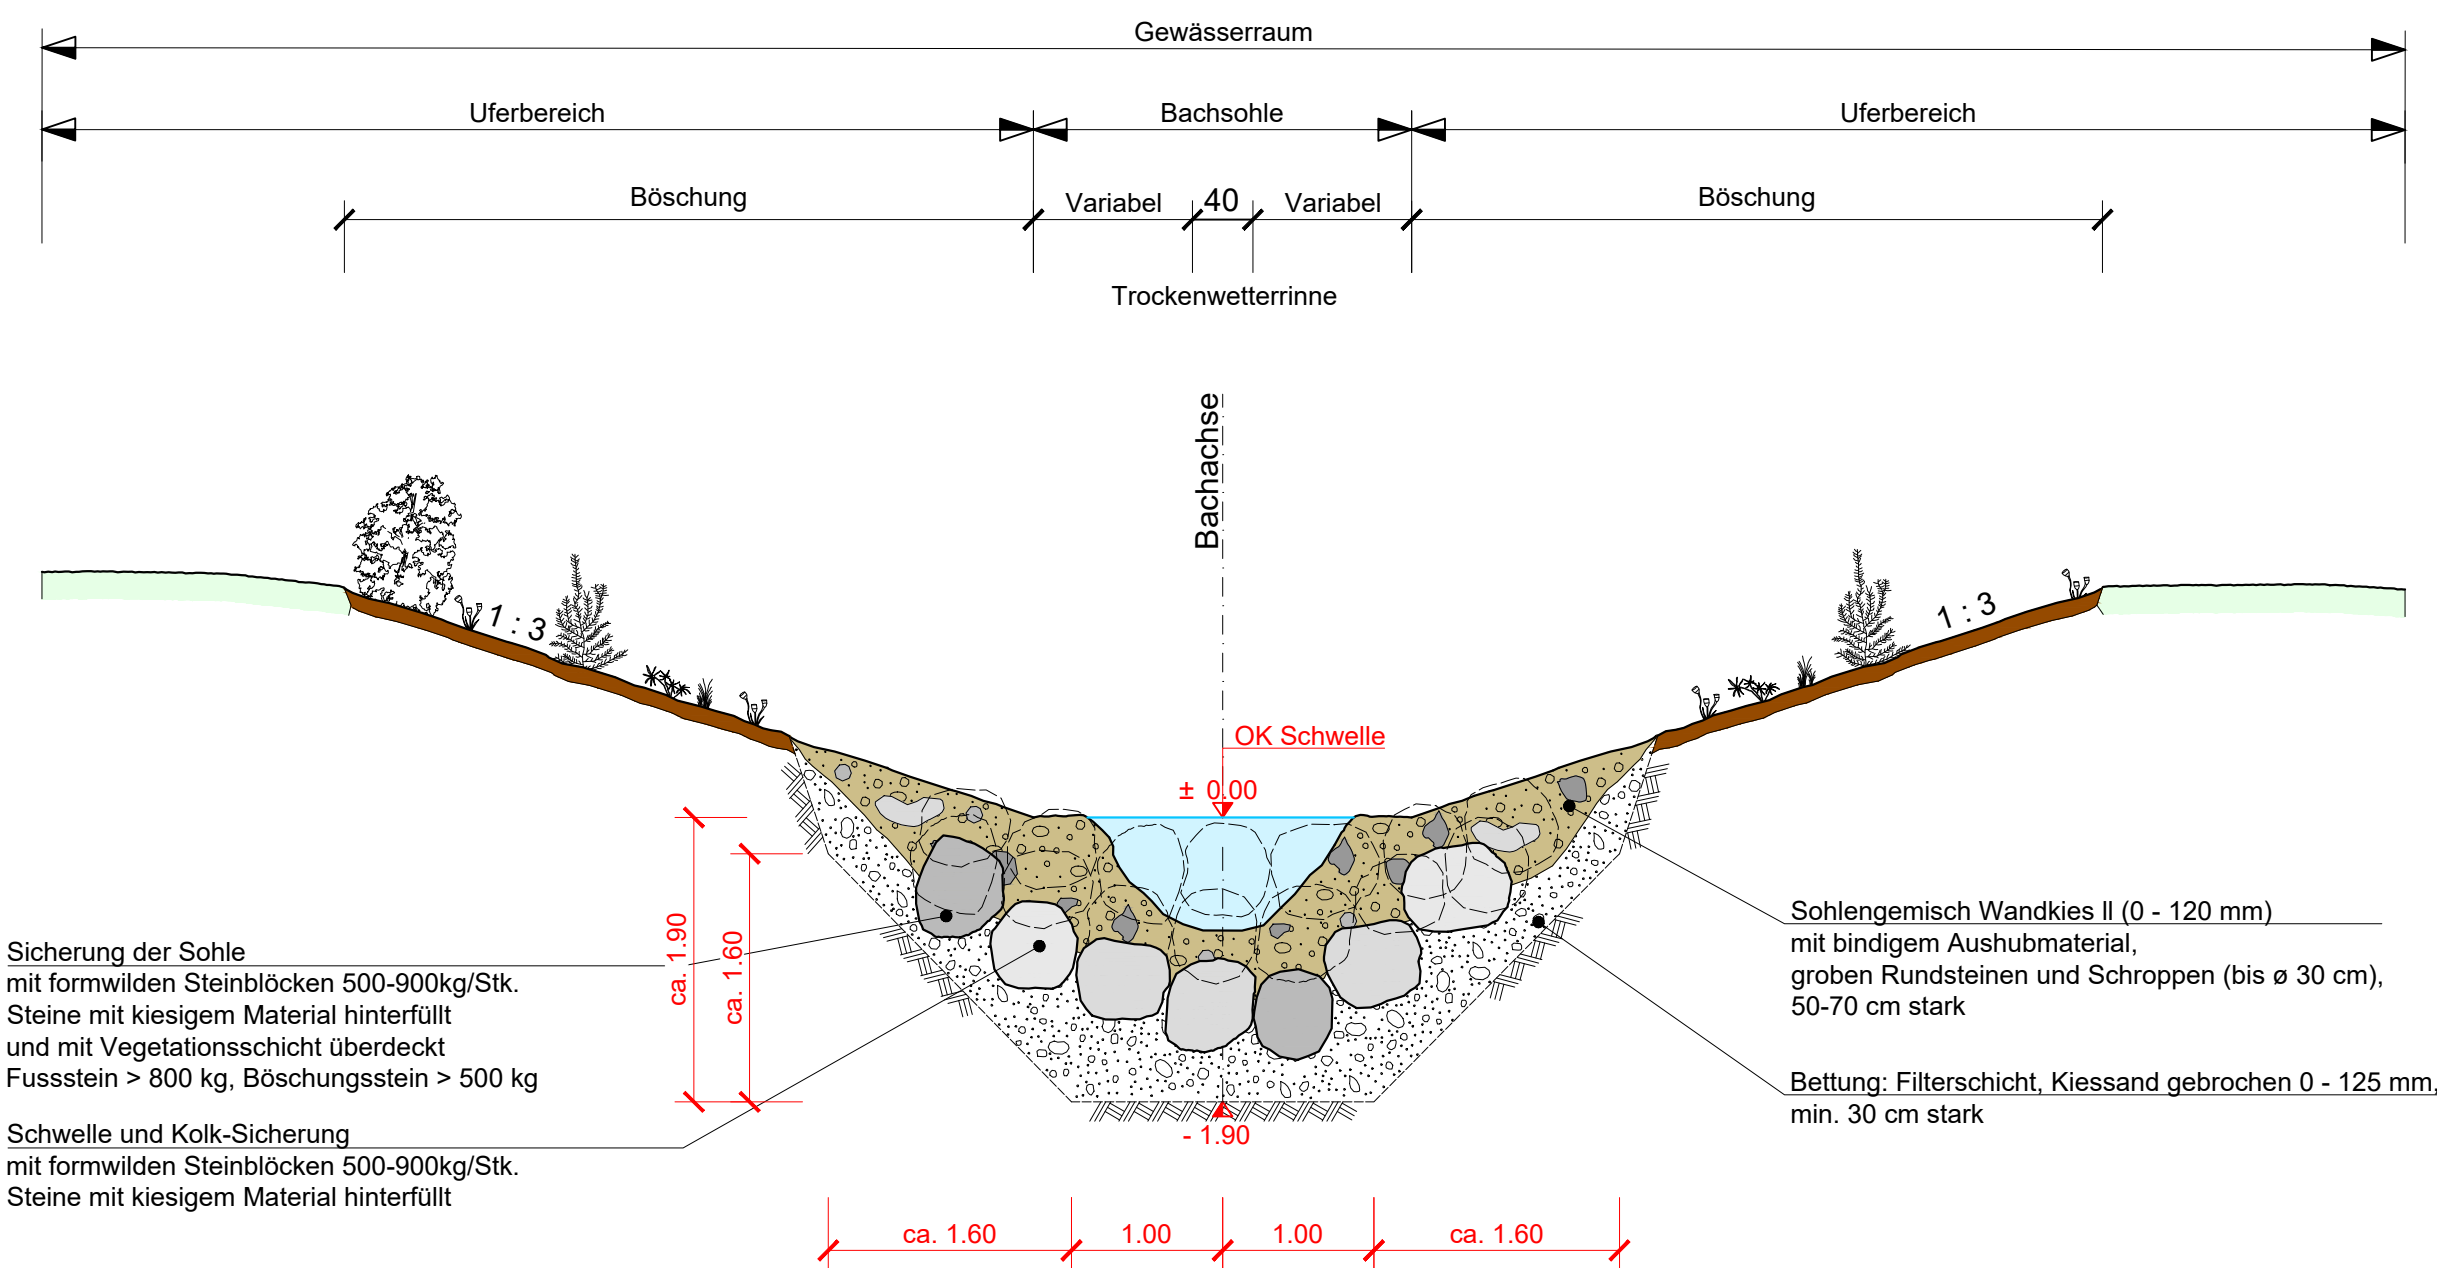 Gewässerraum
Uferbereich
Bachsohle
Uferbereich
Böschung
Variabel
40
Variabel
Böschung
Trockenwetterrinne
Bachachse
1 : 3
1 : 3
OK Schwelle
± 0.00
ca. 1.90
ca. 1.60
Sicherung der Sohle
mit formwilden Steinblöcken 500-900kg/Stk.
Steine mit kiesigem Material hinterfüllt
und mit Vegetationsschicht überdeckt
Fussstein > 800 kg, Böschungsstein > 500 kg
Schwelle und Kolk-Sicherung
mit formwilden Steinblöcken 500-900kg/Stk.
Steine mit kiesigem Material hinterfüllt
Sohlengemisch Wandkies II (0 - 120 mm)
mit bindigem Aushubmaterial,
groben Rundsteinen und Schroppen (bis ø 30 cm),
50-70 cm stark
Bettung: Filterschicht, Kiessand gebrochen 0 - 125 mm,
min. 30 cm stark
- 1.90
ca. 1.60
1.00
1.00
ca. 1.60